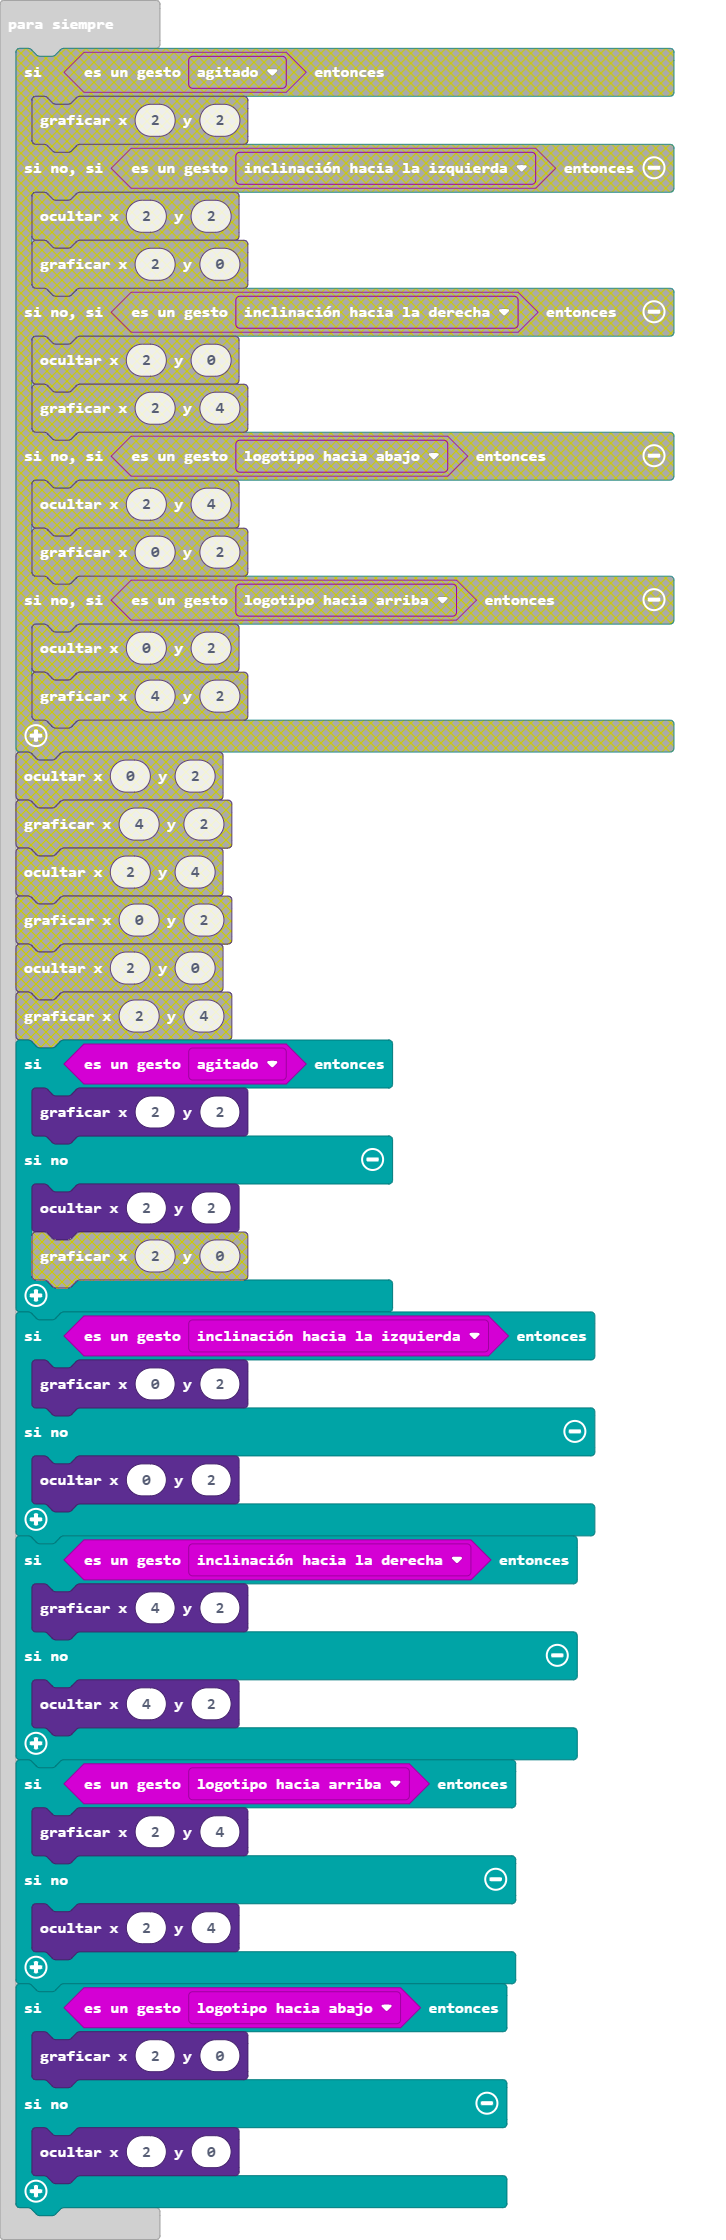 para siempre
si es un gesto agitado entonces
graficar x 2 y 2
si no, si es un gesto inclinación hacia la izquierda entonces
ocultar x 2 y 2
graficar x 2 y 0
si no, si es un gesto inclinación hacia la derecha entonces
ocultar x 2 y 0
graficar x 2 y 4
si no, si es un gesto logotipo hacia abajo entonces
ocultar x 2 y 4
graficar x 0 y 2
si no, si es un gesto logotipo hacia arriba entonces
ocultar x 0 y 2
graficar x 4 y 2
ocultar x 0 y 2
graficar x 4 y 2
ocultar x 2 y 4
graficar x 0 y 2
ocultar x 2 y 0
graficar x 2 y 4
si es un gesto agitado entonces
graficar x 2 y 2
si no
ocultar x 2 y 2
graficar x 2 y 0
si es un gesto inclinación hacia la izquierda entonces
graficar x 0 y 2
si no
ocultar x 0 y 2
si es un gesto inclinación hacia la derecha entonces
graficar x 4 y 2
si no
ocultar x 4 y 2
si es un gesto logotipo hacia arriba entonces
graficar x 2 y 4
si no
ocultar x 2 y 4
si es un gesto logotipo hacia abajo entonces
graficar x 2 y 0
si no
ocultar x 2 y 0